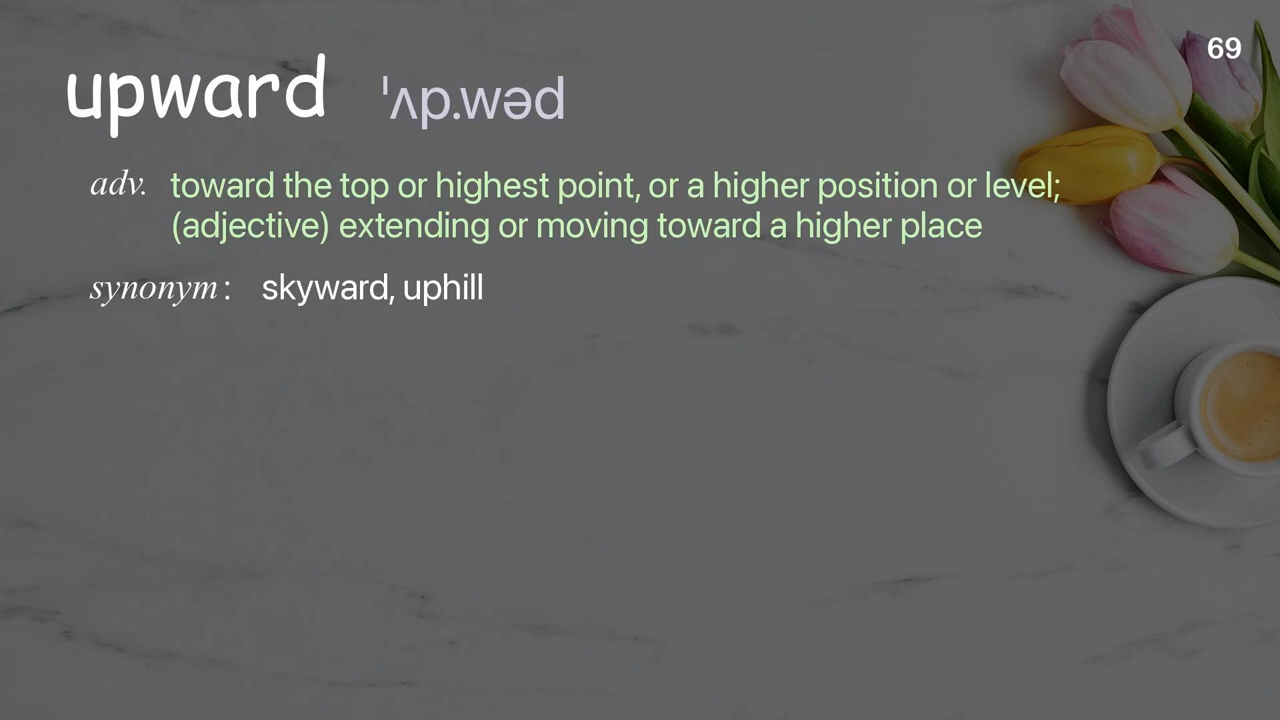 69
upward ˈʌp.wəd
adv. toward the top or highest point, or a higher position or level;
(adjective) extending or moving toward a higher place
synonym: skyward, uphill